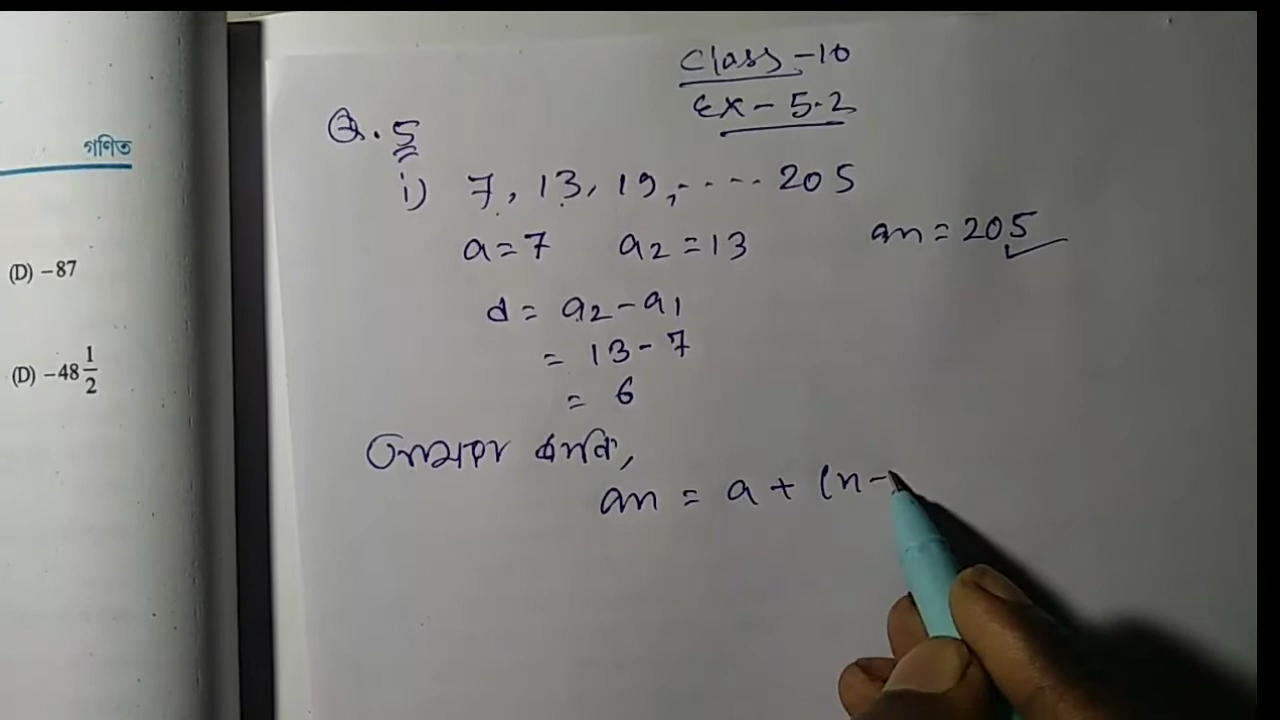 গণিত
(D) –87
(D) –48 1/2
Class-10
Ex - 5.2
Q. 5
i) 7, 13, 19, .... 205
a = 7 a2 = 13 an = 205
d = a2 - a1
= 13 - 7
= 6
আমি জানি,
an = a + (n -